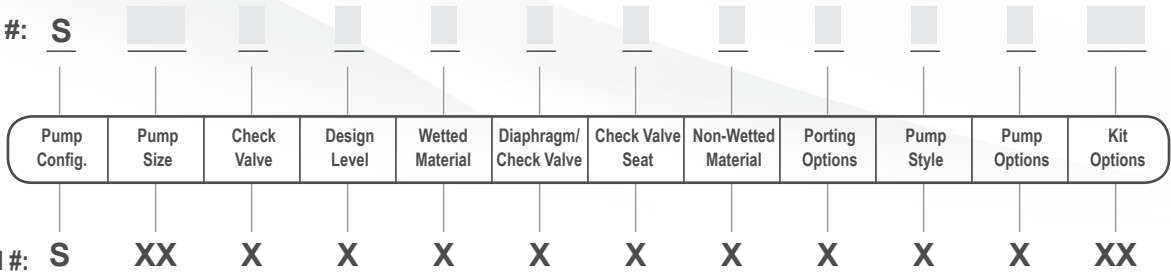 #: S
Pump Config. Pump Size Check Valve Design Level Wetted Material Diaphragm/ Check Valve Check Valve Seat Non-Wetted Material Porting Options Pump Style Pump Options Kit Options
#: S XX X X X X X X X X X XX